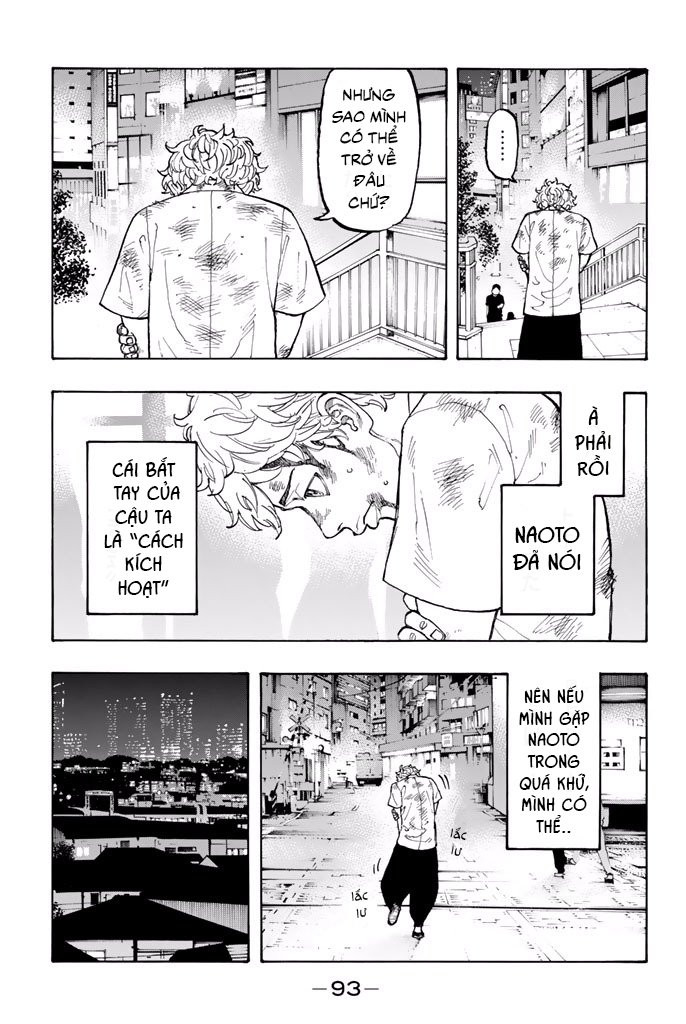 ......
NHƯNG
SAO MÌNH
CÓ THỂ
TRỞ VỀ
ĐÂU
CHỨ?
À
PHẢI
RỒI
NAOTO
ĐÃ NÓI
CÁI BẮT
TAY CỦA
CẬU TA
LÀ “CÁCH
KÍCH
HOẠT”
NÊN NẾU
MÌNH GẶP
NAOTO
TRONG
QUÁ KHỨ,
MÌNH CÓ
THỂ..
lắc
lư
lắc
lư
—93—